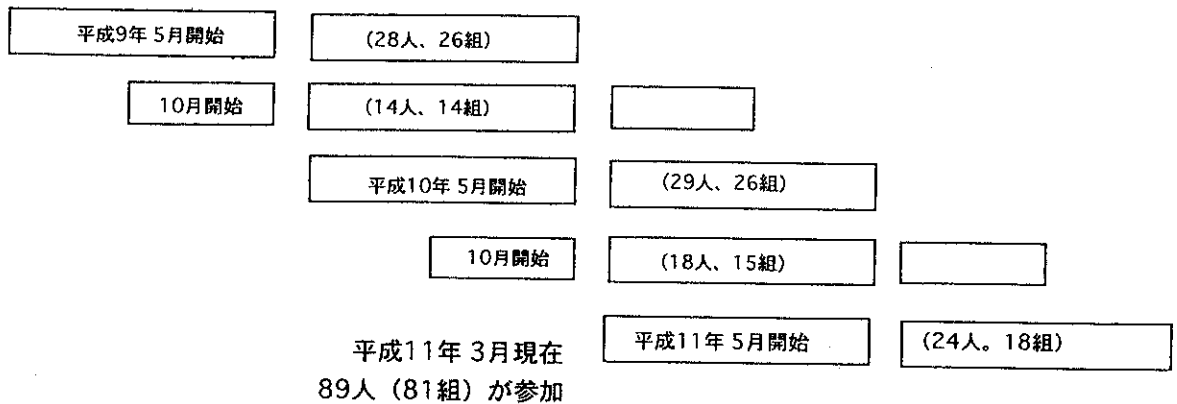 平成9年 5月開始 (28人、26組)
10月開始 (14人、14組)
平成10年 5月開始 (29人、26組)
10月開始 (18人、15組)
平成11年 5月開始 (24人。18組)
平成11年 3月現在
89人（81組）が参加